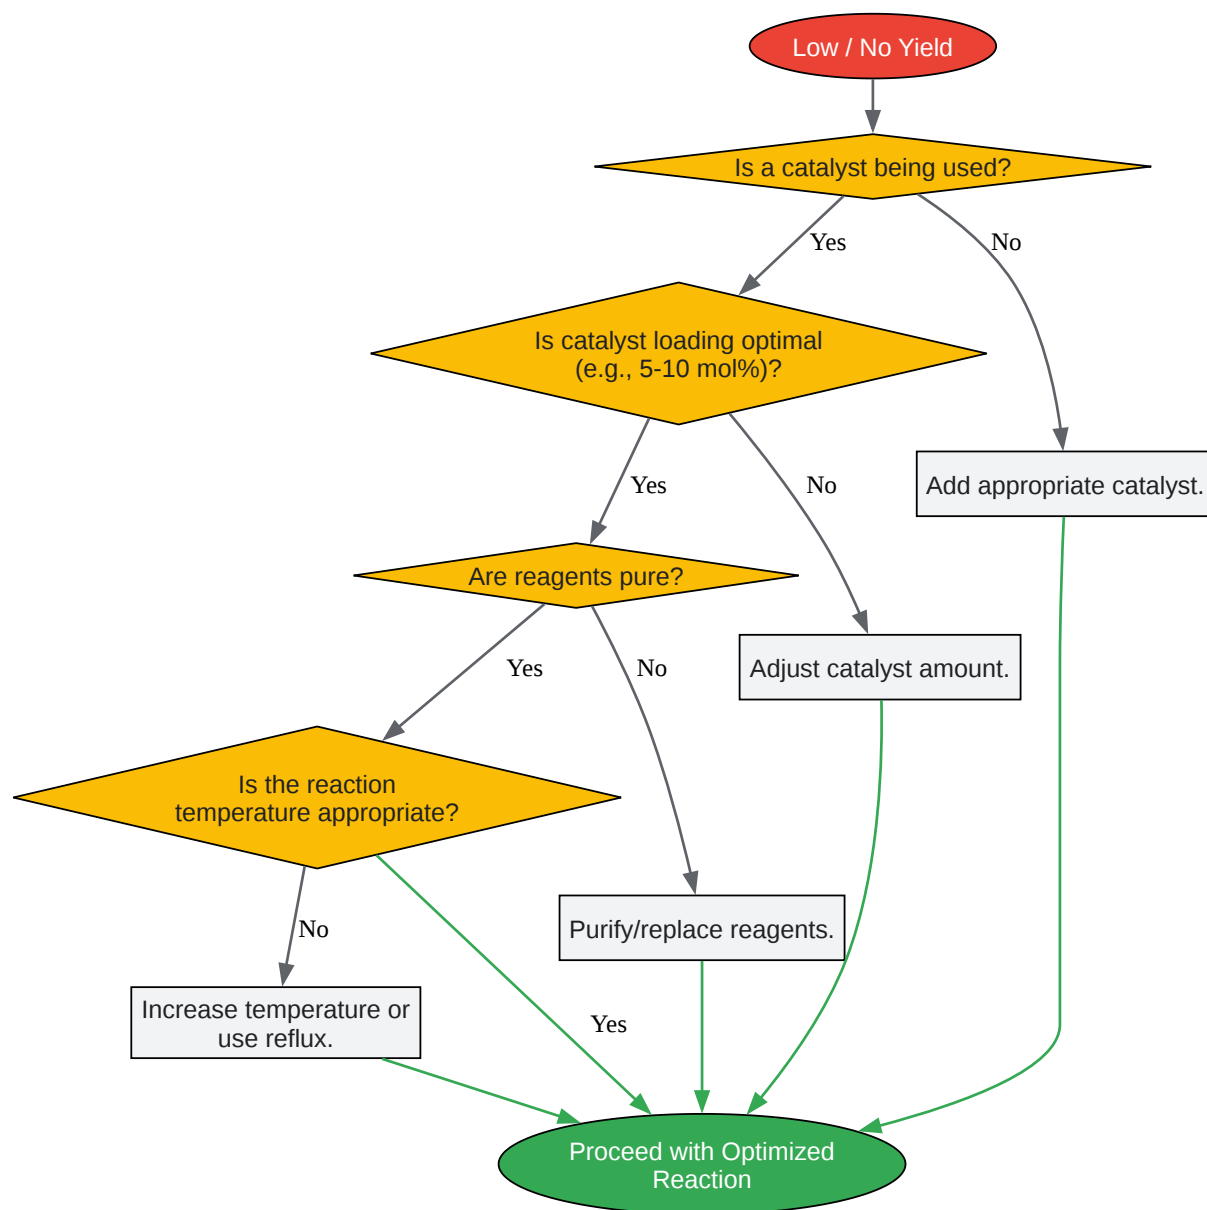 Low / No Yield
Is a catalyst being used?
Yes
No
Is catalyst loading optimal
(e.g., 5-10 mol%)?
Yes
No
Add appropriate catalyst.
Are reagents pure?
Yes
No
Adjust catalyst amount.
Is the reaction
temperature appropriate?
No
Purify/replace reagents.
Increase temperature or
use reflux.
Yes
Proceed with Optimized
Reaction